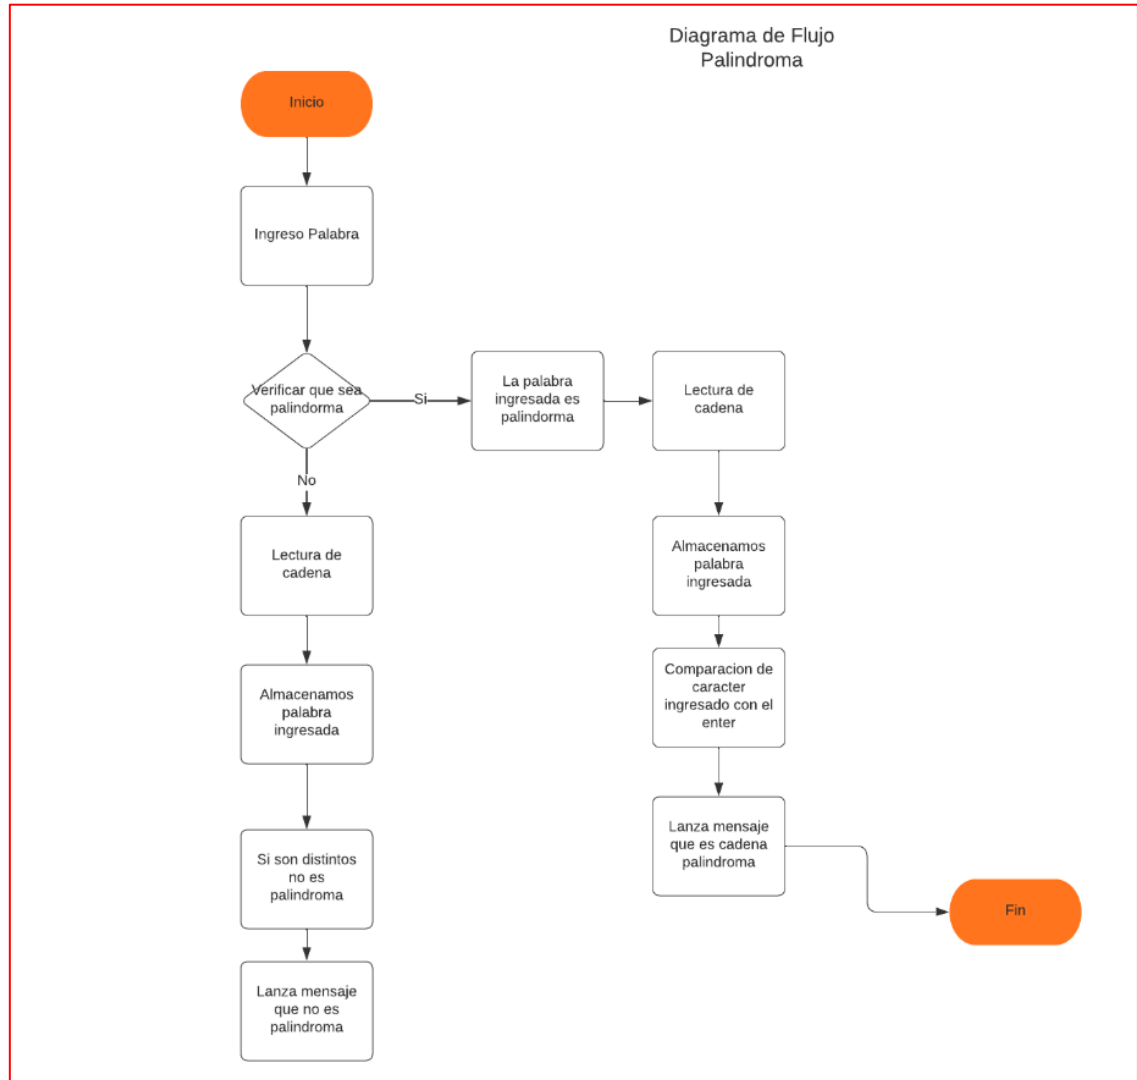 Diagrama de Flujo
Palindroma
Inicio
Ingreso Palabra
Verificar que sea
palindorma
Si
La palabra
ingresada es
palindorma
Lectura de
cadena
Almacenamos
palabra
ingresada
Comparacion de
caracter
ingresado con el
enter
Lanza mensaje
que es cadena
palindroma
Fin
No
Lectura de
cadena
Almacenamos
palabra
ingresada
Si son distintos
no es
palindroma
Lanza mensaje
que no es
palindroma